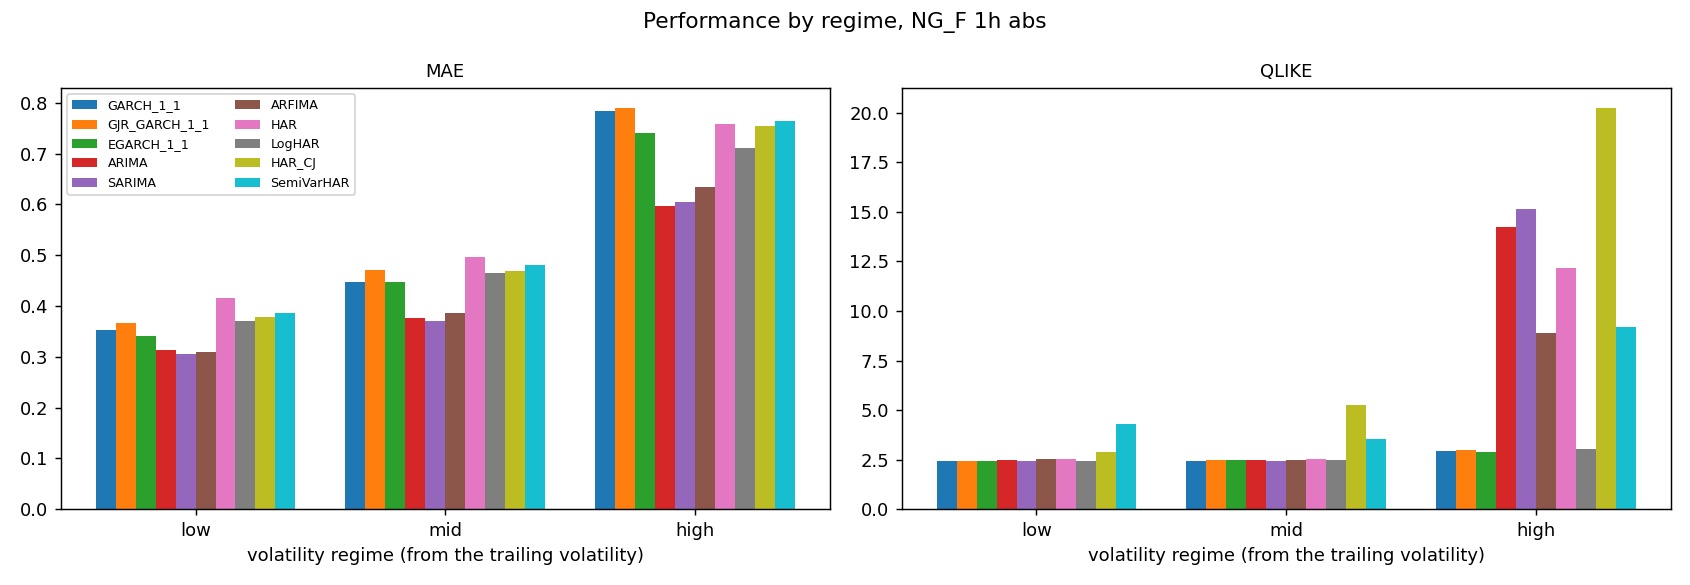 Performance by regime, NG_F 1h abs
MAE
0.8
0.7
0.6
0.5
0.4
0.3
0.2
0.1
0.0
GARCH_1_1
GJR_GARCH_1_1
EGARCH_1_1
ARIMA
SARIMA
ARFIMA
HAR
LogHAR
HAR_CJ
SemiVarHAR
low
mid
high
volatility regime (from the trailing volatility)
QLIKE
20.0
17.5
15.0
12.5
10.0
7.5
5.0
2.5
0.0
low
mid
high
volatility regime (from the trailing volatility)